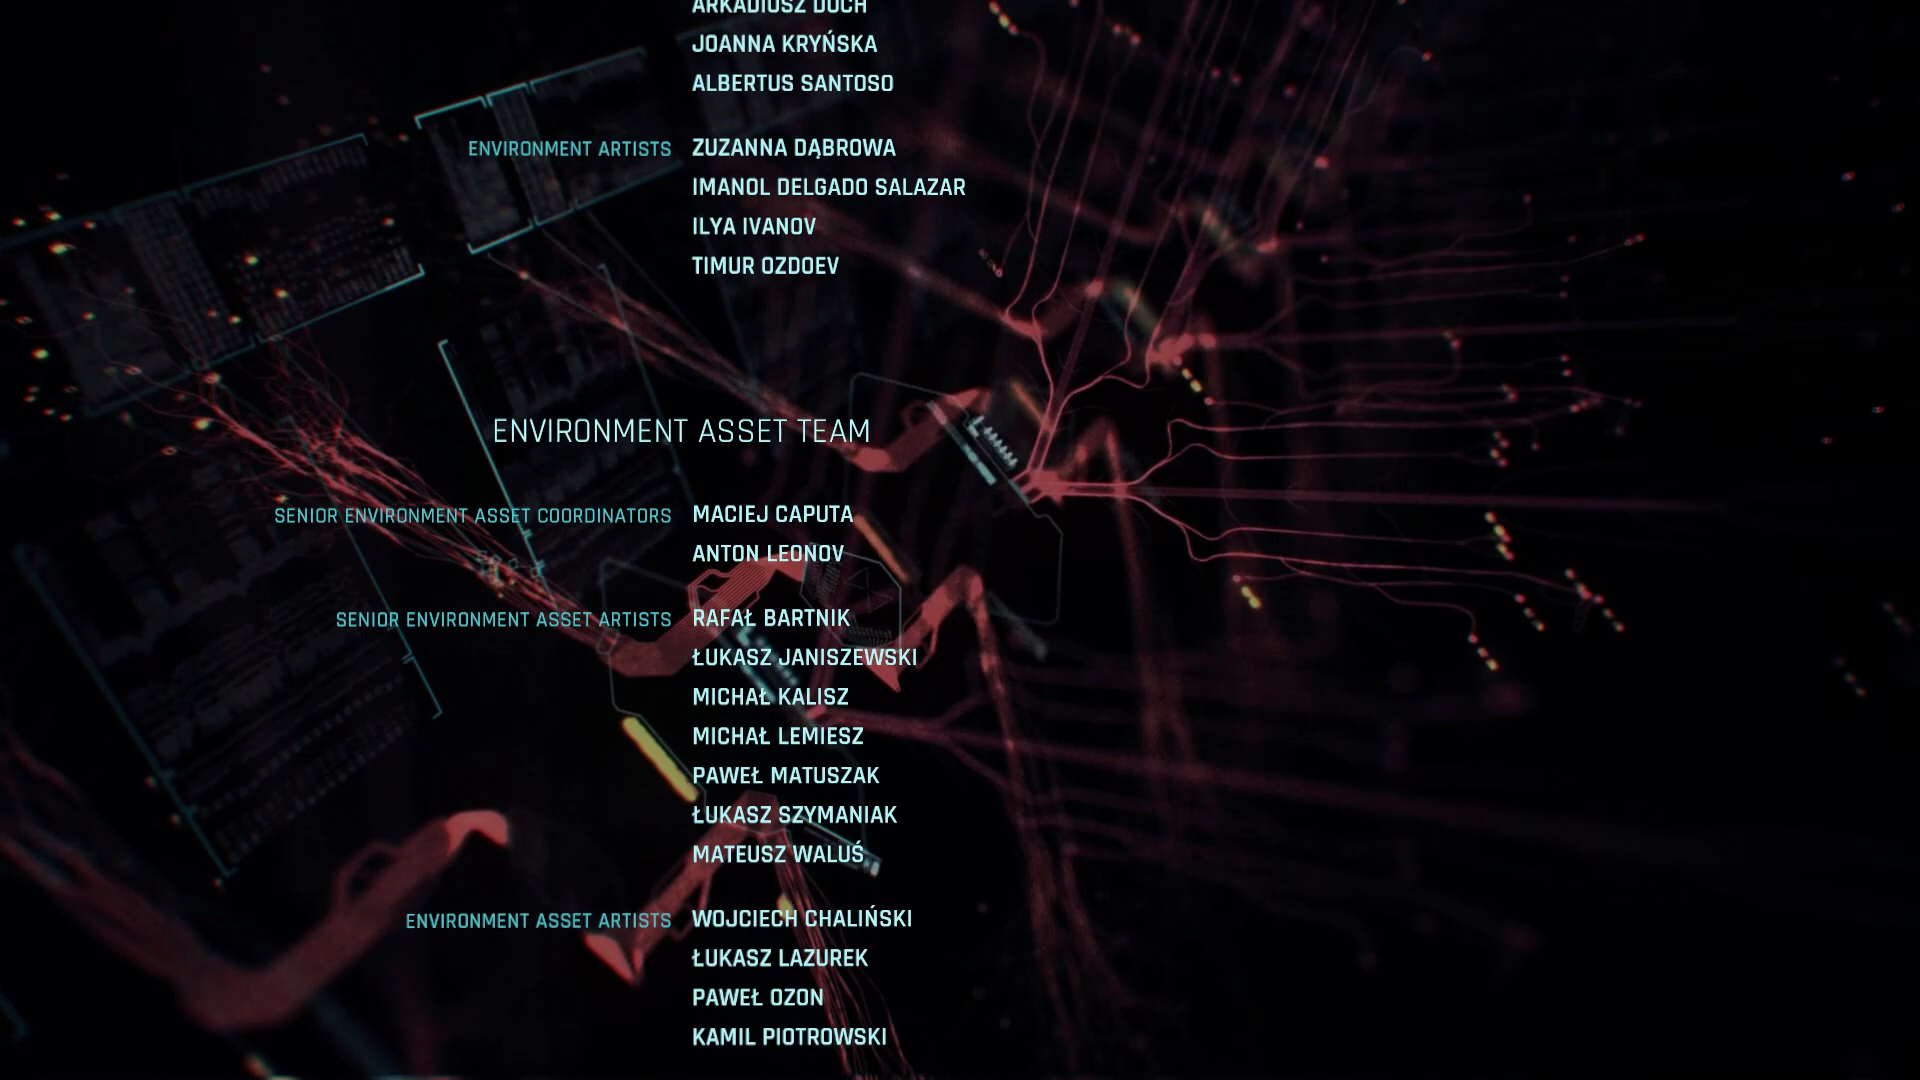 ARKADIUSZ DUCH
JOANNA KRYŃSKA
ALBERTUS SANTOSO
ENVIRONMENT ARTISTS ZUZANNA DĄBROWA
IMANOL DELGADO SALAZAR
ILYA IVANOV
TIMUR OZDOEV
ENVIRONMENT ASSET TEAM
SENIOR ENVIRONMENT ASSET COORDINATORS MACIEJ CAPUTA
ANTON LEONOV
SENIOR ENVIRONMENT ASSET ARTISTS RAFAŁ BARTNIK
ŁUKASZ JANISZEWSKI
MICHAŁ KALISZ
MICHAŁ LEMIESZ
PAWEŁ MATUSZAK
ŁUKASZ SZYMANIAK
MATEUSZ WALUŚ
ENVIRONMENT ASSET ARTISTS WOJCIECH CHALIŃSKI
ŁUKASZ LAZUREK
PAWEŁ OZON
KAMIL PIOTROWSKI